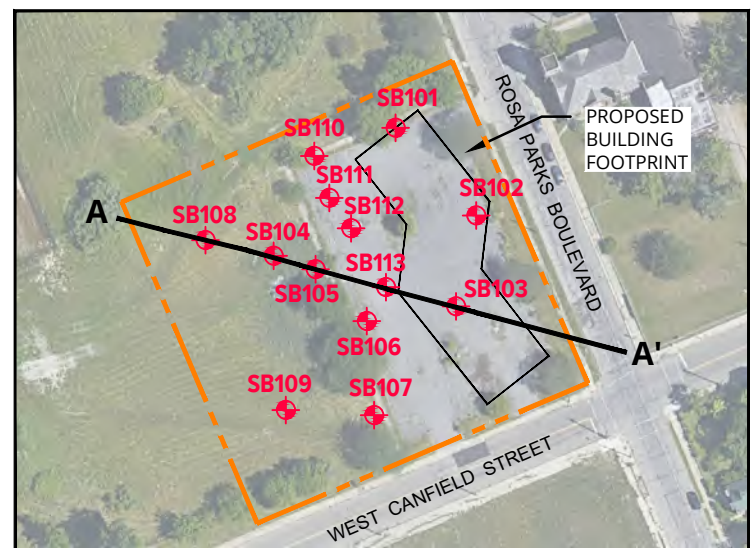 SB101
SB110
ROSA PARKS BOULEVARD
PROPOSED
BUILDING
FOOTPRINT
SB111
SB102
A
SB108
SB112
SB104
SB113
SB105
SB103
SB106
A'
SB109
SB107
WEST CANFIELD STREET